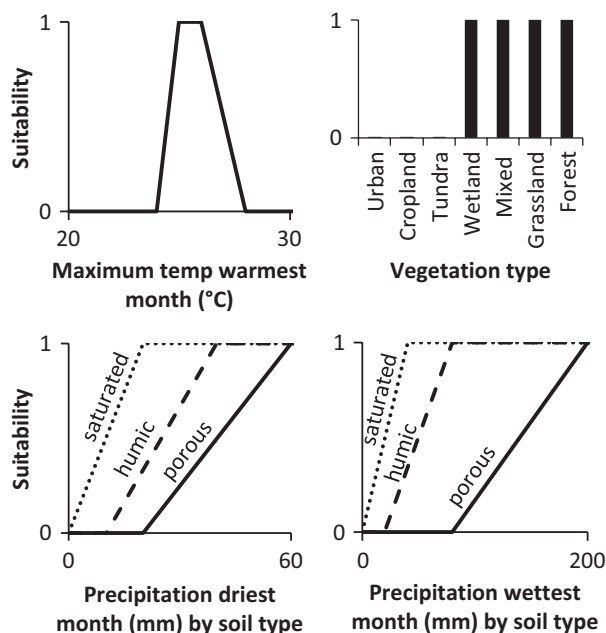 1
0
Suitability
20
30
Maximum temp warmest
month (°C)
1
0
Urban
Cropland
Tundra
Wetland
Mixed
Grassland
Forest
Vegetation type
1
0
Suitability
saturated
humic
porous
0
60
Precipitation driest
month (mm) by soil type
1
0
saturated
humic
porous
0
200
Precipitation wettest
month (mm) by soil type